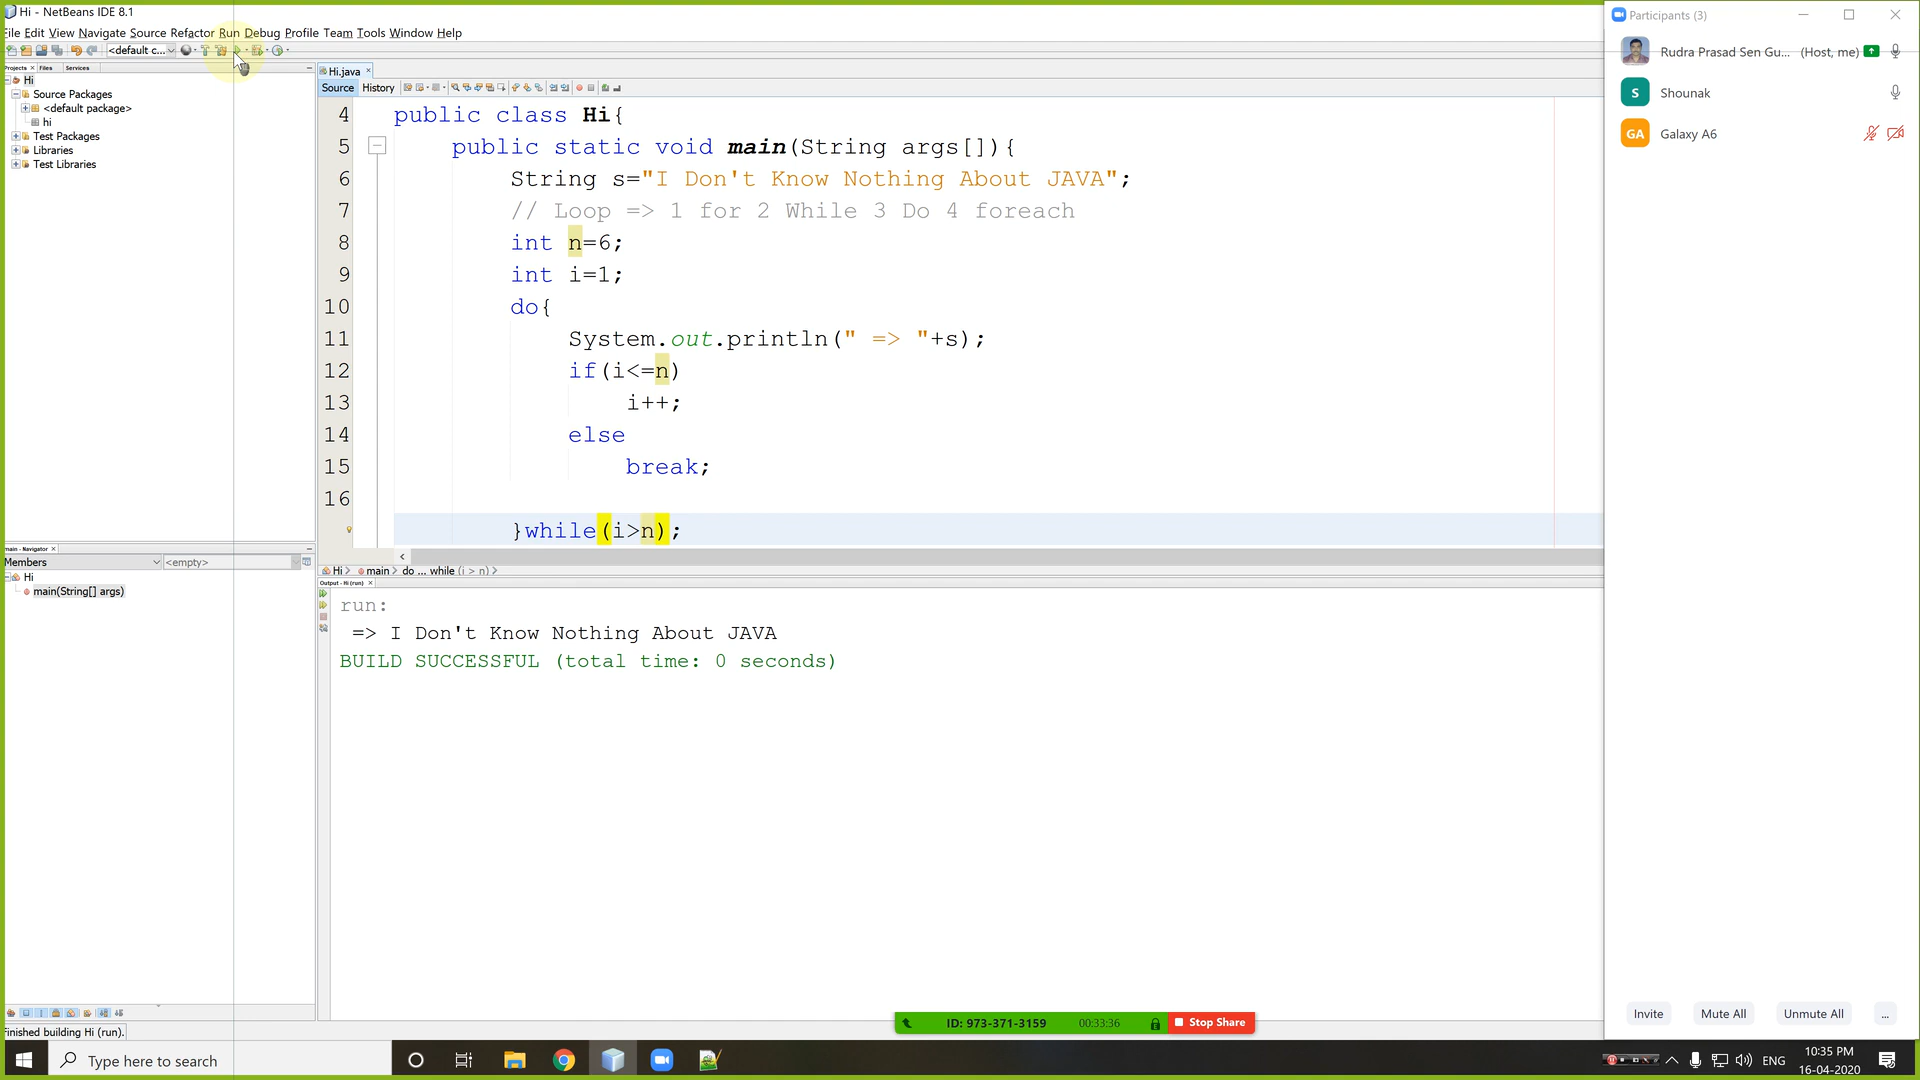 Hi - NetBeans IDE 8.1
File Edit View Navigate Source Refactor Run Debug Profile Team Tools Window Help
<default c...
Projects Files Services
Hi
Source Packages
<default package>
hi
Test Packages
Libraries
Test Libraries
Hi.java
Source History
4 public class Hi{
5 public static void main(String args[]){
6 String s="I Don't Know Nothing About JAVA";
7 // Loop => 1 for 2 While 3 Do 4 foreach
8 int n=6;
9 int i=1;
10 do{
11 System.out.println(" => "+s);
12 if(i<=n)
13 i++;
14 else
15 break;
16
}while(i>n);
Hi main do ... while (i > n)
main - Navigator
Members <empty>
Hi
main(String[] args)
Output - Hi (run)
run:
=> I Don't Know Nothing About JAVA
BUILD SUCCESSFUL (total time: 0 seconds)
Finished building Hi (run).
Participants (3)
Rudra Prasad Sen Gu... (Host, me)
S Shounak
GA Galaxy A6
Invite Mute All Unmute All ...
ID: 973-371-3159 00:33:36 Stop Share
Type here to search
ENG
10:35 PM
16-04-2020